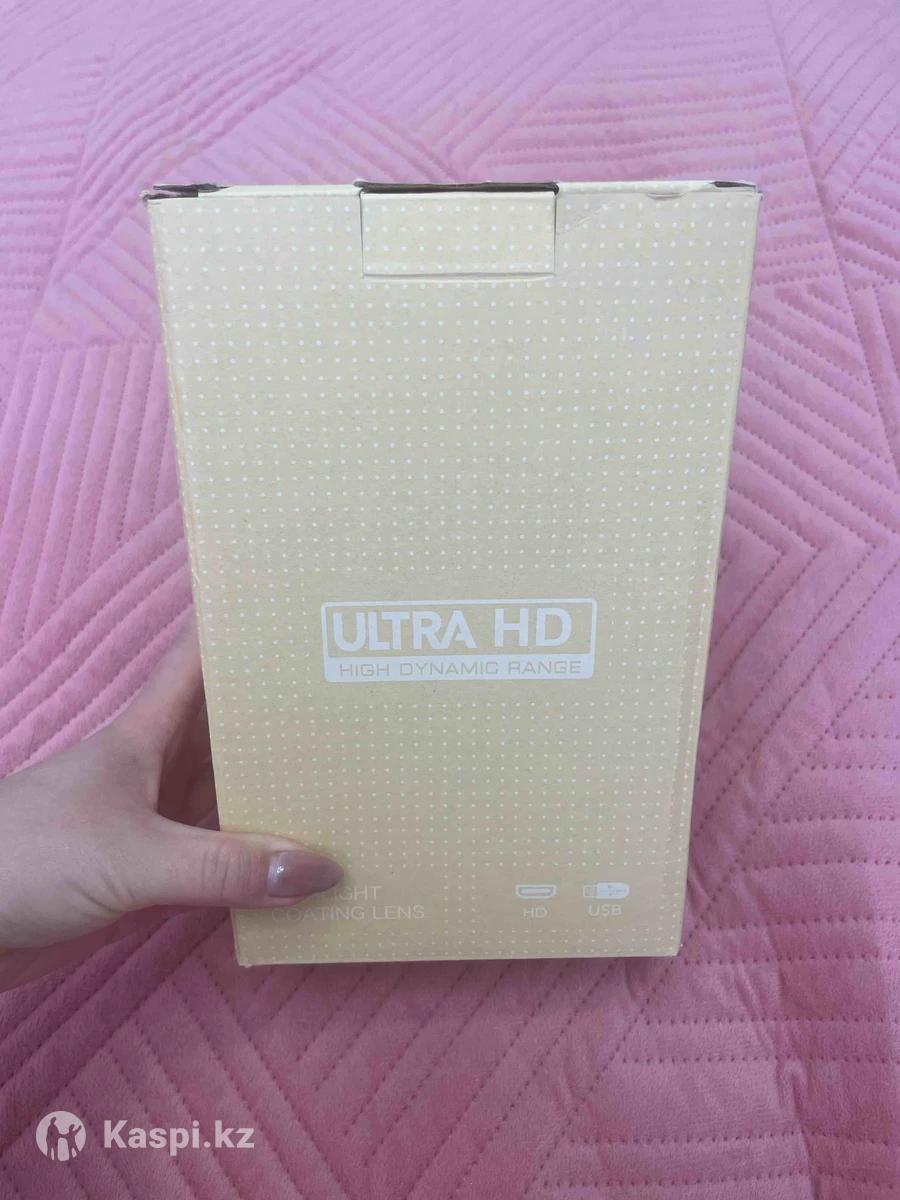 ULTRA HD
HIGH DYNAMIC RANGE
COATING LENS
HD
USB
Kaspi.kz